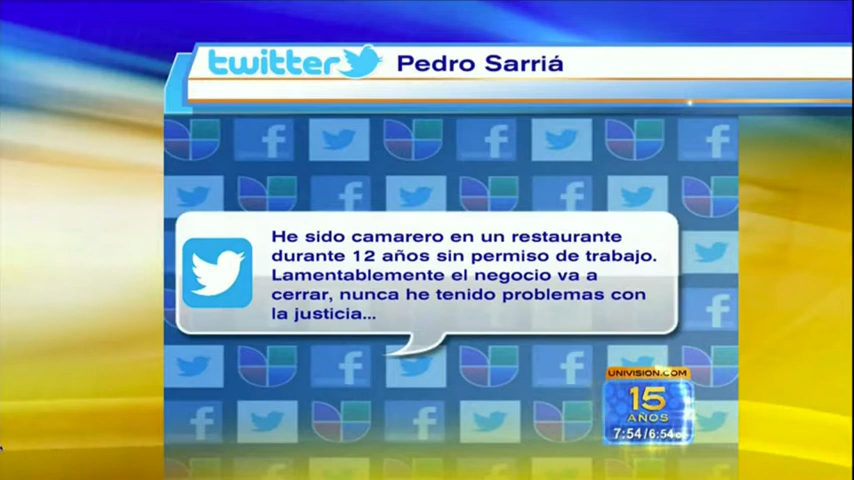 twitter Pedro Sarriá
He sido camarero en un restaurante
durante 12 años sin permiso de trabajo.
Lamentablemente el negocio va a
cerrar, nunca he tenido problemas con
la justicia...
UNIVISION.COM
15
AÑOS
7:54/6:54c